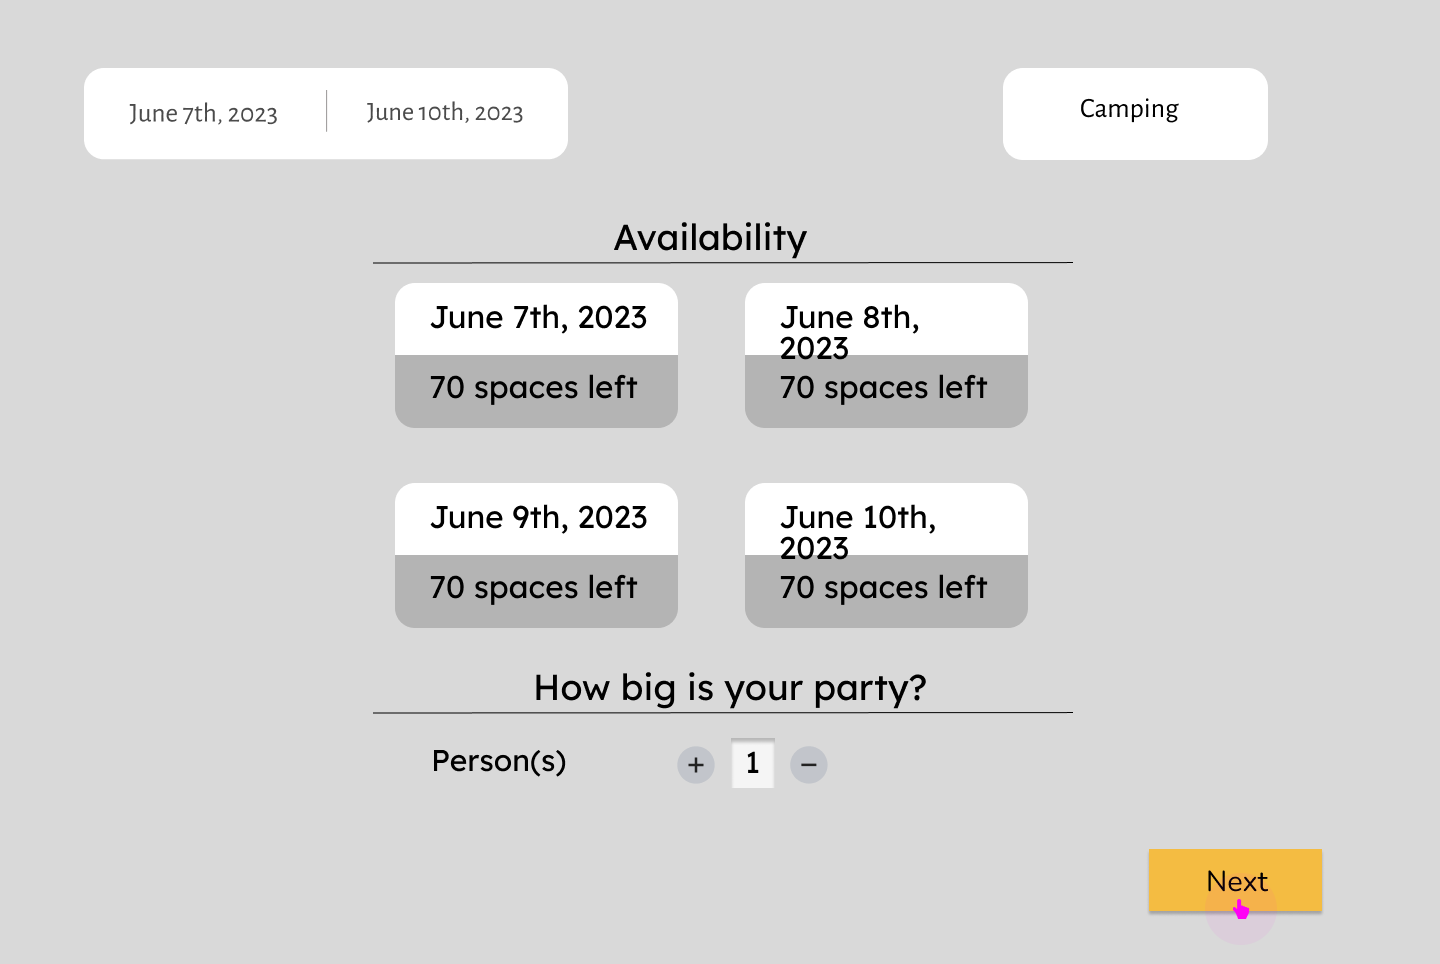 June 7th, 2023
June 10th, 2023
Camping
Availability
June 7th, 2023
70 spaces left
June 8th,
2023
70 spaces left
June 9th, 2023
70 spaces left
June 10th,
2023
70 spaces left
How big is your party?
Person(s)
+ 1 −
Next